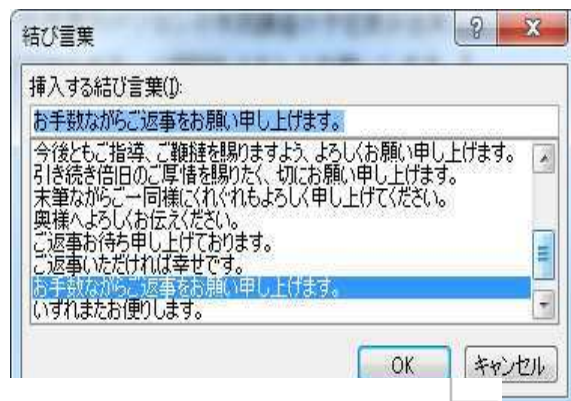 結び言葉
挿入する結び言葉(I):
お手数ながらご返事をお願い申し上げます。
今後ともご指導、ご鞭撻を賜りますよう、よろしくお願い申し上げます。
引き続き倍旧のご厚情を賜りたく、切にお願い申し上げます。
末筆ながらご一同様にくれぐれもよろしく申し上げてください。
奥様へよろしくお伝えください。
ご返事お待ち申し上げております。
ご返事いただければ幸せです。
お手数ながらご返事をお願い申し上げます。
いずれまたお便りします。
OK キャンセル